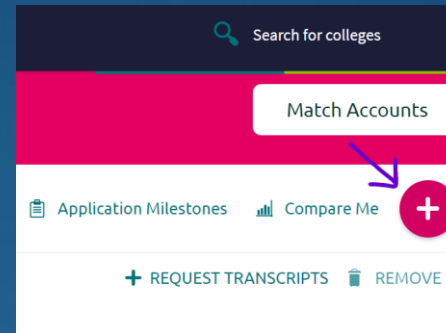 Search for colleges
Match Accounts
Application Milestones Compare Me +
+ REQUEST TRANSCRIPTS REMOVE